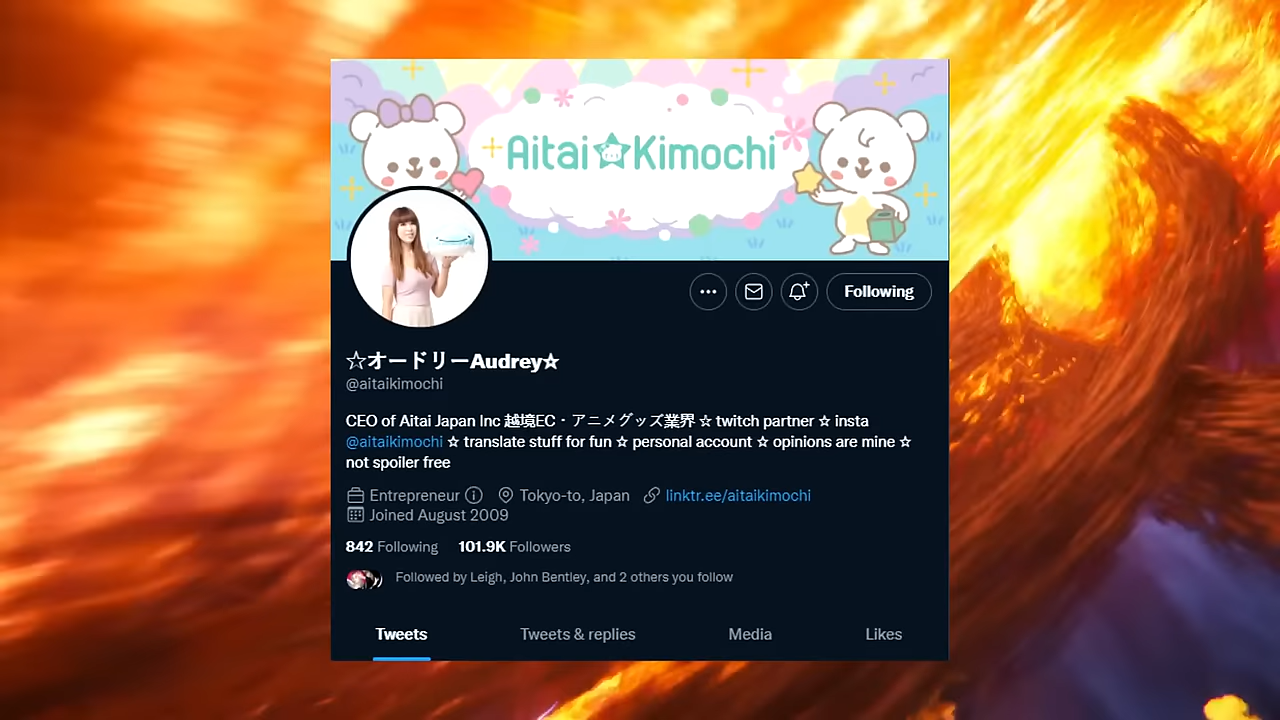 Aitai☆Kimochi
Following
☆オードリーAudrey☆
@aitaikimochi
CEO of Aitai Japan Inc 越境EC・アニメグッズ業界 ☆ twitch partner ☆ insta
@aitaikimochi ☆ translate stuff for fun ☆ personal account ☆ opinions are mine ☆
not spoiler free
Entrepreneur Tokyo-to, Japan linktr.ee/aitaikimochi
Joined August 2009
842 Following 101.9K Followers
Followed by Leigh, John Bentley, and 2 others you follow
Tweets Tweets & replies Media Likes